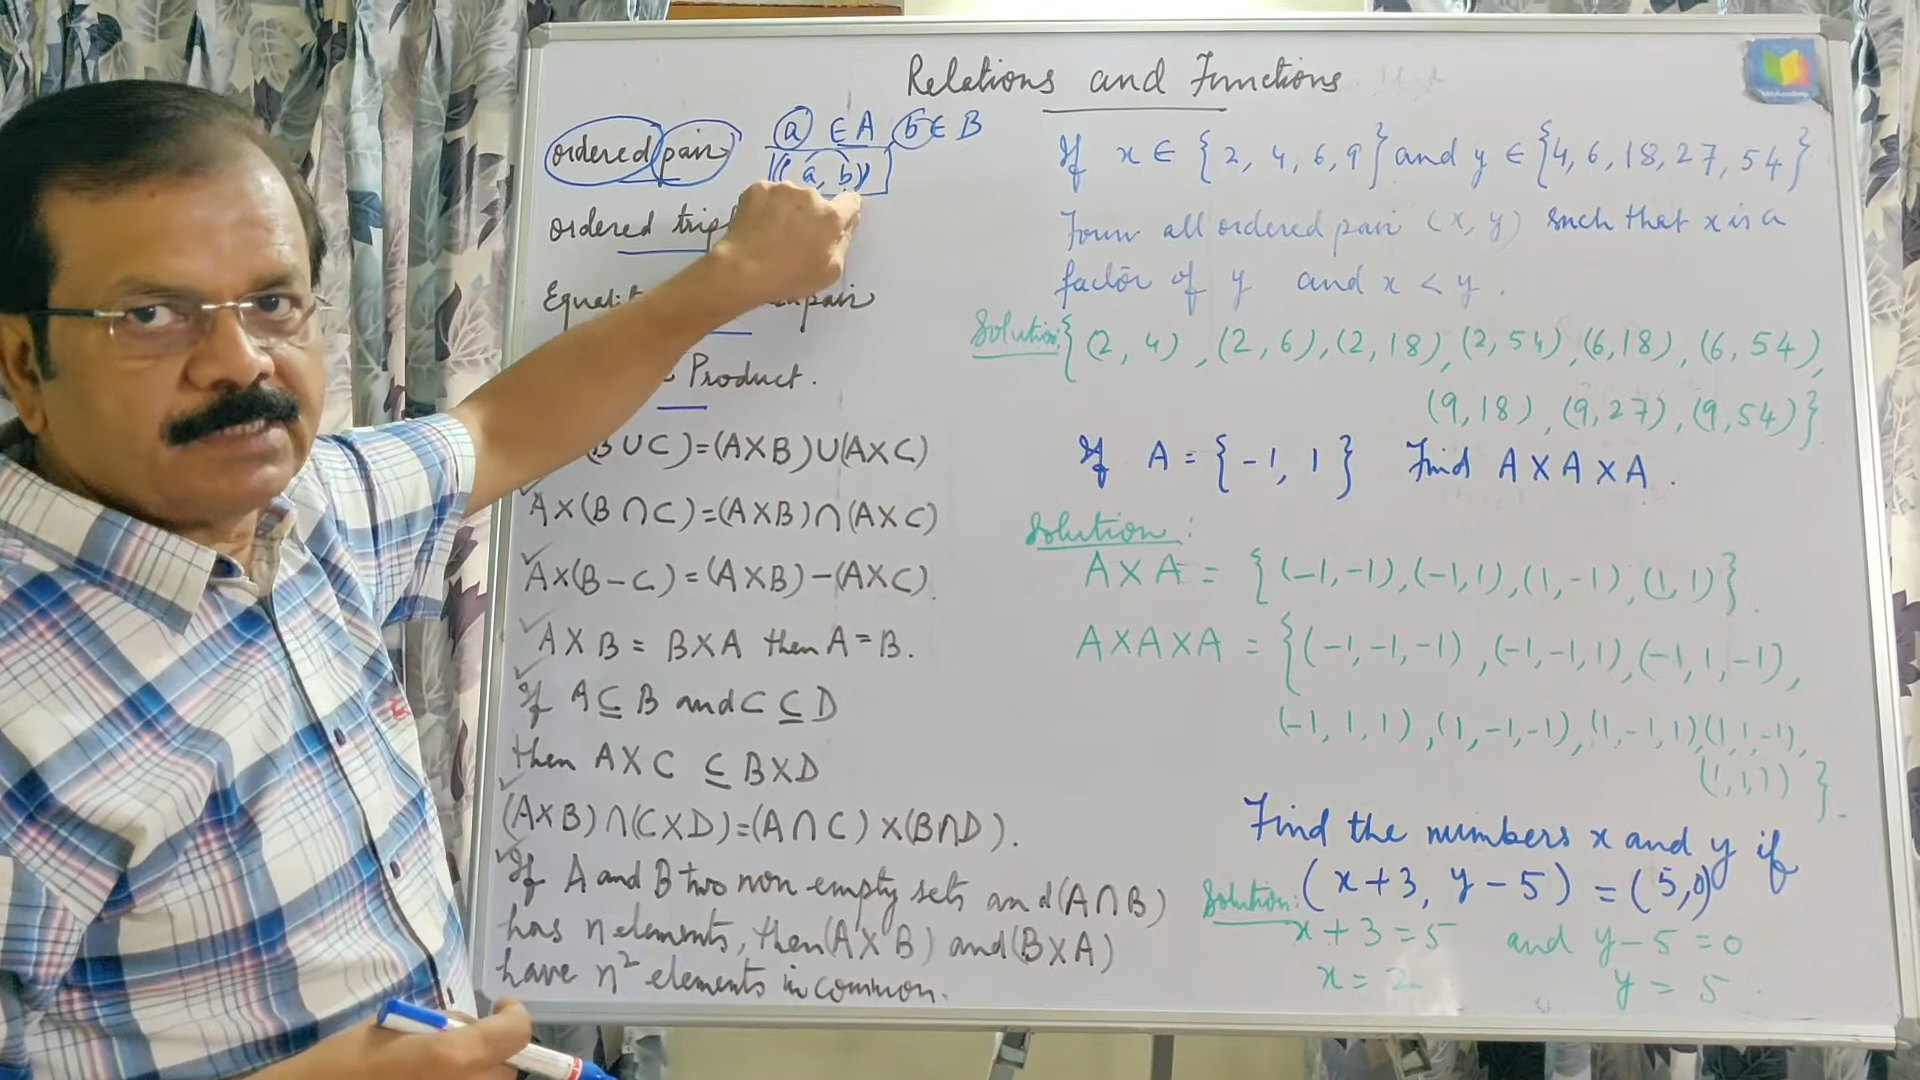 Relations and Functions
ordered pair a ∈ A, b ∈ B
(a, b)
ordered
Equali pair
Product.
B∪C)=(A×B)∪(A×C)
A×(B∩C)=(A×B)∩(A×C)
A×(B-C)=(A×B)-(A×C).
A×B = B×A then A=B.
If A⊆B and C⊆D
then A×C ⊆ B×D
(A×B)∩(C×D)=(A∩C)×(B∩D).
If A and B two non empty sets and (A∩B)
has n elements, then (A×B) and (B×A)
have n² elements in common.
If x ∈ {2, 4, 6, 9} and y ∈ {4, 6, 18, 27, 54}
Form all ordered pair (x, y) such that x is a
factor of y and x < y.
Solution: {(2, 4), (2, 6), (2, 18), (2, 54), (6, 18), (6, 54),
(9, 18), (9, 27), (9, 54)}
If A = {-1, 1} Find A×A×A.
Solution:
A×A = {(-1,-1), (-1,1), (1,-1), (1,1)}.
A×A×A = {(-1,-1,-1), (-1,-1,1), (-1,1,-1),
(-1,1,1), (1,-1,-1), (1,-1,1)(1,1,-1),
(1,1,1)}.
Find the numbers x and y if
(x+3, y-5) = (5,0)
Solution:
x+3=5 and y-5=0
x=2 y=5.